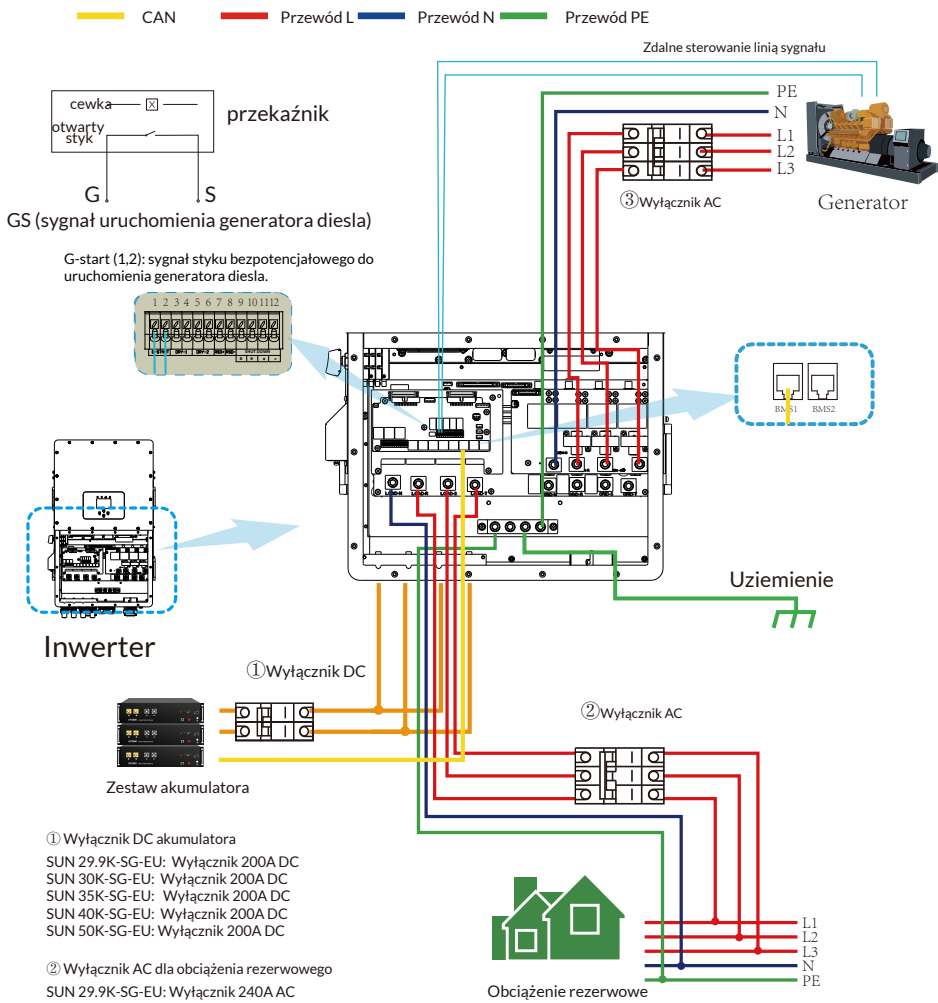 CAN
Przewód L
Przewód N
Przewód PE
Zdalne sterowanie linią sygnału
cewka
X
otwarty
styk
przekaźnik
G
S
GS (sygnał uruchomienia generatora diesla)
PE
N
L1
L2
L3
③Wyłącznik AC
Generator
G-start (1,2): sygnał styku bezpotencjałowego do
uruchomienia generatora diesla.
1 2 3 4 5 6 7 8 9 10 11 12
BMS1
BMS2
LOAD-N
LOAD-R
LOAD-S
LOAD-T
Inwerter
Uziemienie
①Wyłącznik DC
②Wyłącznik AC
Zestaw akumulatora
① Wyłącznik DC akumulatora
SUN 29.9K-SG-EU: Wyłącznik 200A DC
SUN 30K-SG-EU: Wyłącznik 200A DC
SUN 35K-SG-EU: Wyłącznik 200A DC
SUN 40K-SG-EU: Wyłącznik 200A DC
SUN 50K-SG-EU: Wyłącznik 200A DC
② Wyłącznik AC dla obciążenia rezerwowego
SUN 29.9K-SG-EU: Wyłącznik 240A AC
Obciążenie rezerwowe
L1
L2
L3
N
PE